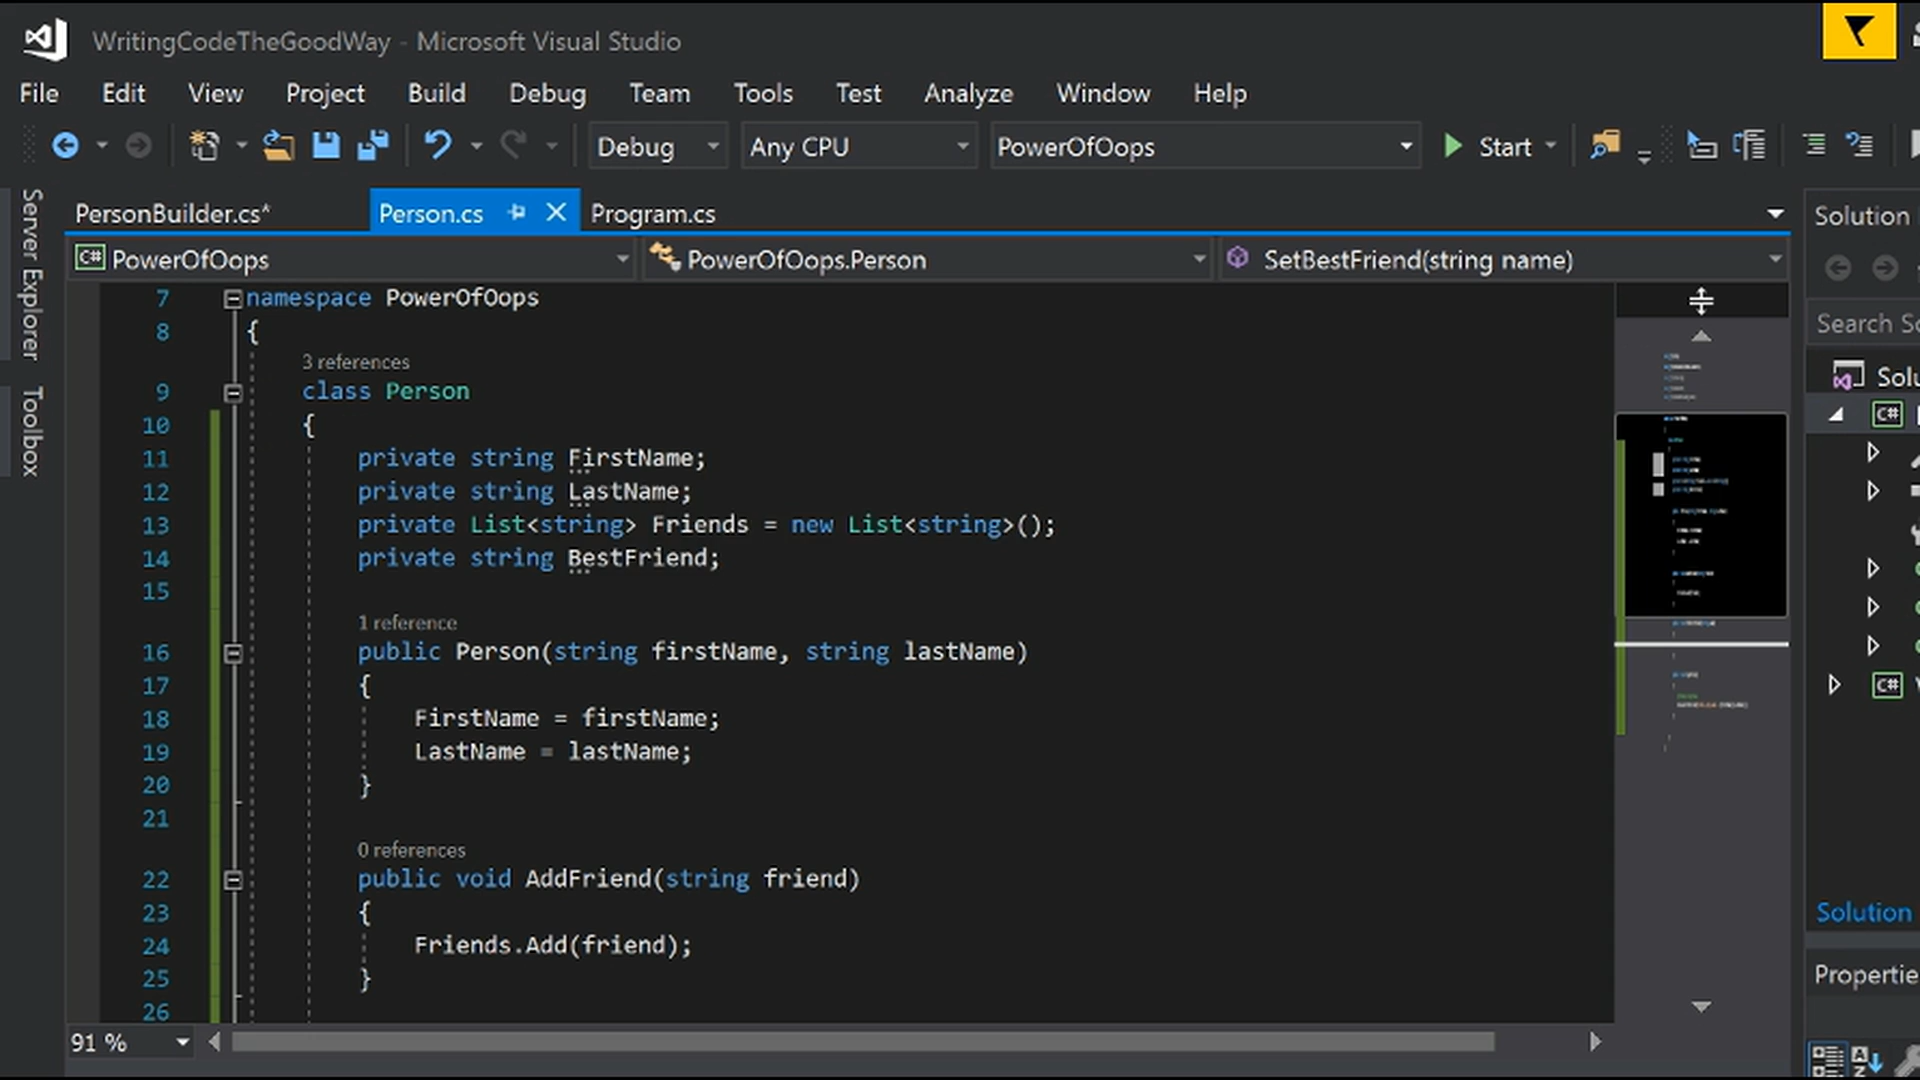 WritingCodeTheGoodWay - Microsoft Visual Studio
File Edit View Project Build Debug Team Tools Test Analyze Window Help
Debug Any CPU PowerOfOops Start
Server Explorer
Toolbox
PersonBuilder.cs* Person.cs Program.cs
PowerOfOops PowerOfOops.Person SetBestFriend(string name)
7 namespace PowerOfOops
8 {
3 references
9 class Person
10 {
11 private string FirstName;
12 private string LastName;
13 private List<string> Friends = new List<string>();
14 private string BestFriend;
15
1 reference
16 public Person(string firstName, string lastName)
17 {
18 FirstName = firstName;
19 LastName = lastName;
20 }
21
0 references
22 public void AddFriend(string friend)
23 {
24 Friends.Add(friend);
25 }
26
91 %
Solution
Search Sc
Solu
C#
C#
Solution
Propertie